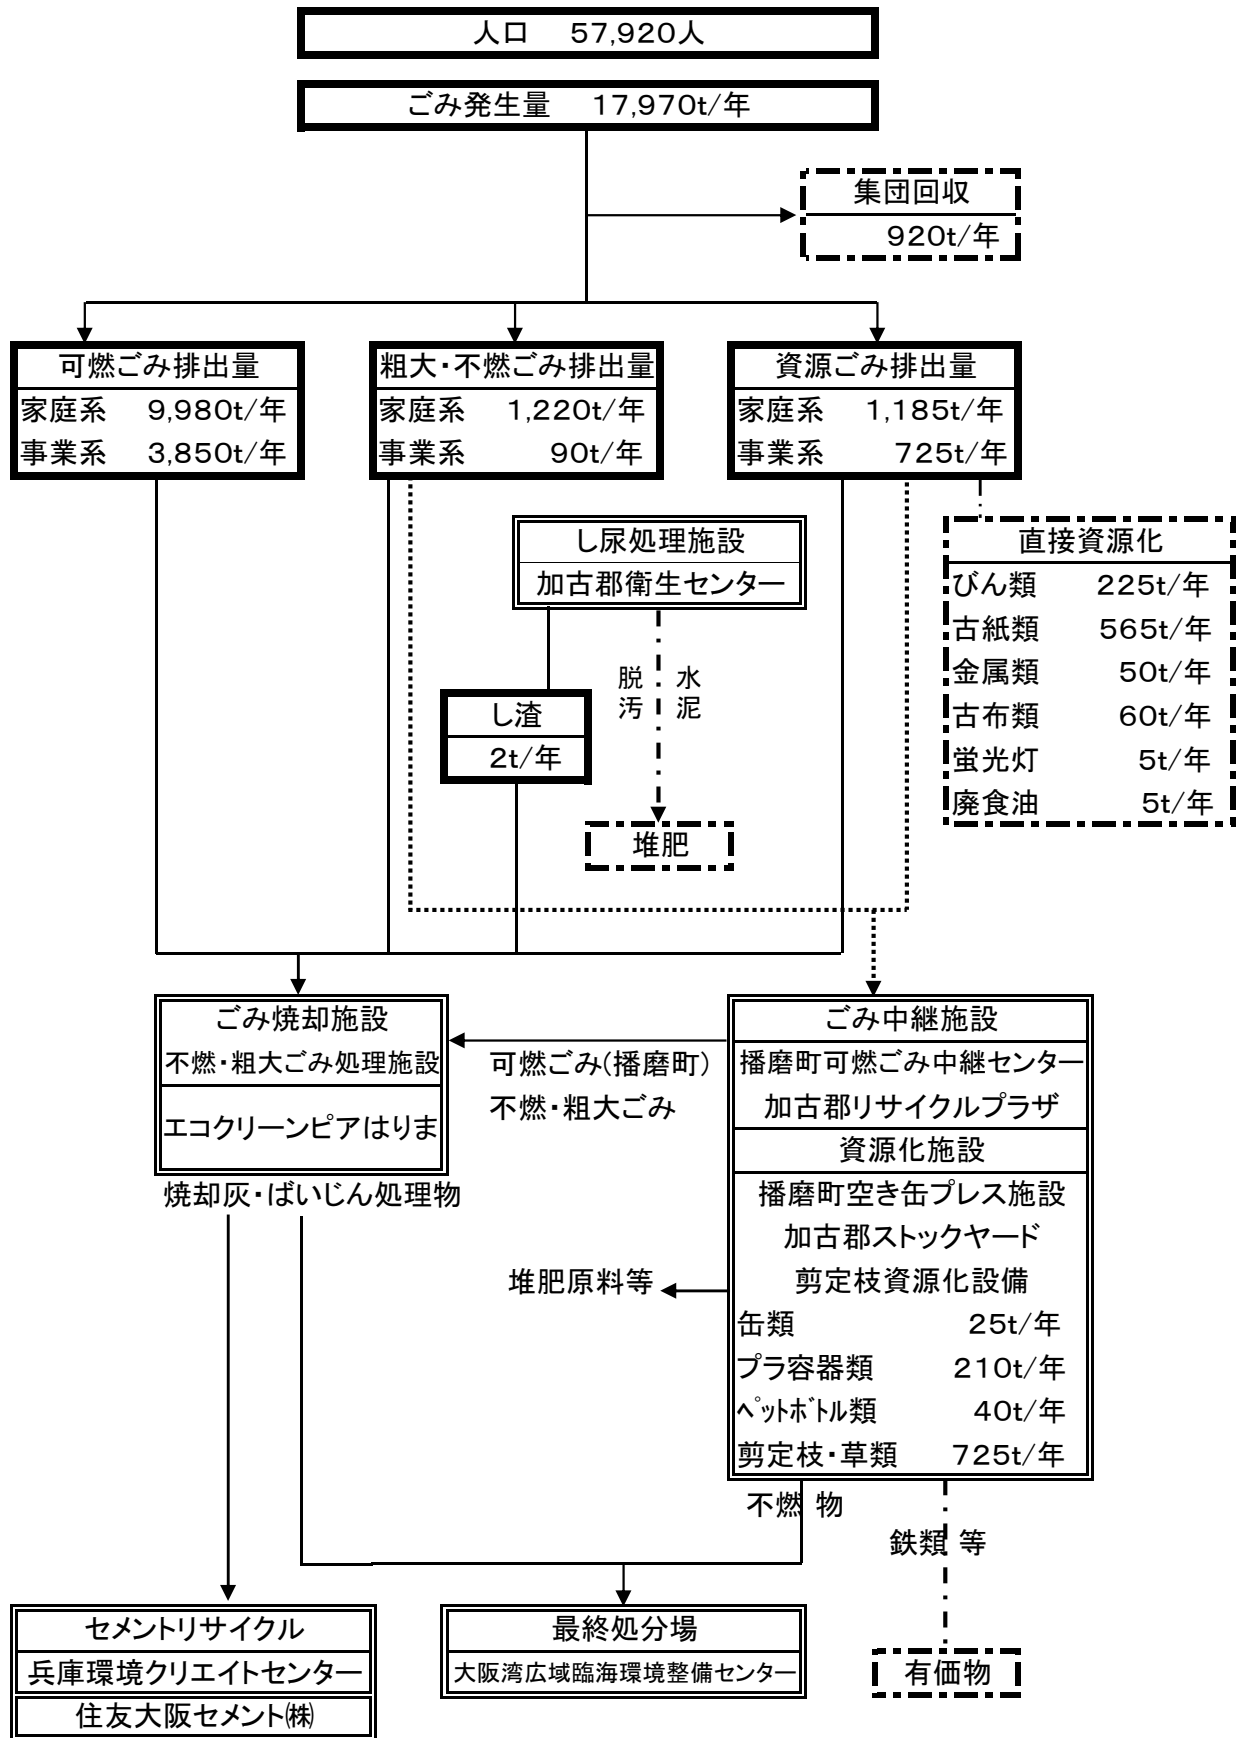 人口　57,920人
ごみ発生量　17,970t/年
集団回収
920t/年
可燃ごみ排出量
家庭系　9,980t/年
事業系　3,850t/年
粗大・不燃ごみ排出量
家庭系　1,220t/年
事業系　90t/年
資源ごみ排出量
家庭系　1,185t/年
事業系　725t/年
し尿処理施設
加古郡衛生センター
直接資源化
びん類　225t/年
古紙類　565t/年
金属類　50t/年
古布類　60t/年
蛍光灯　5t/年
廃食油　5t/年
脱水
汚泥
し渣
2t/年
堆肥
ごみ焼却施設
不燃・粗大ごみ処理施設
エコクリーンピアはりま
可燃ごみ(播磨町)
不燃・粗大ごみ
ごみ中継施設
播磨町可燃ごみ中継センター
加古郡リサイクルプラザ
資源化施設
播磨町空き缶プレス施設
加古郡ストックヤード
剪定枝資源化設備
缶類　25t/年
プラ容器類　210t/年
ﾍﾟｯﾄﾎﾞﾄﾙ類　40t/年
剪定枝・草類　725t/年
焼却灰・ばいじん処理物
堆肥原料等
不燃物
鉄類等
セメントリサイクル
兵庫環境クリエイトセンター
住友大阪セメント㈱
最終処分場
大阪湾広域臨海環境整備センター
有価物